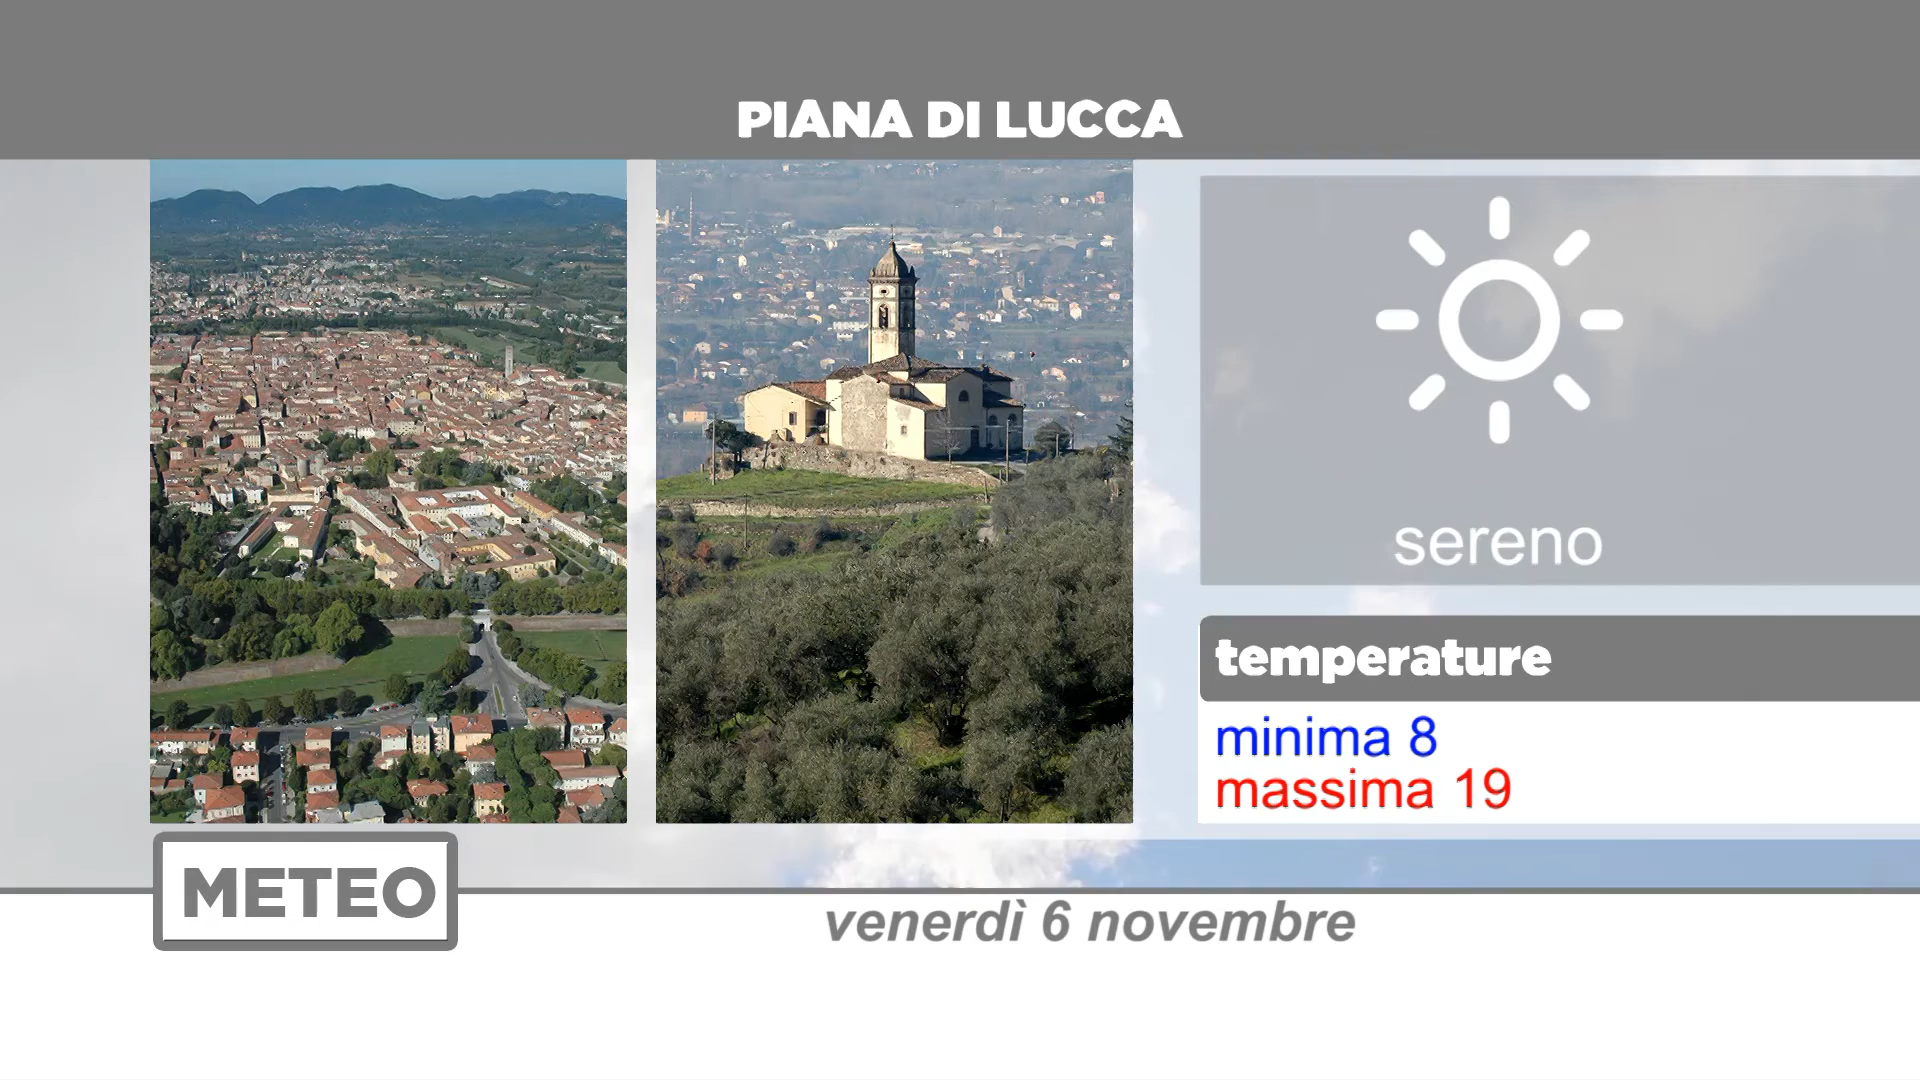 PIANA DI LUCCA
sereno
temperature
minima 8
massima 19
METEO
venerdì 6 novembre